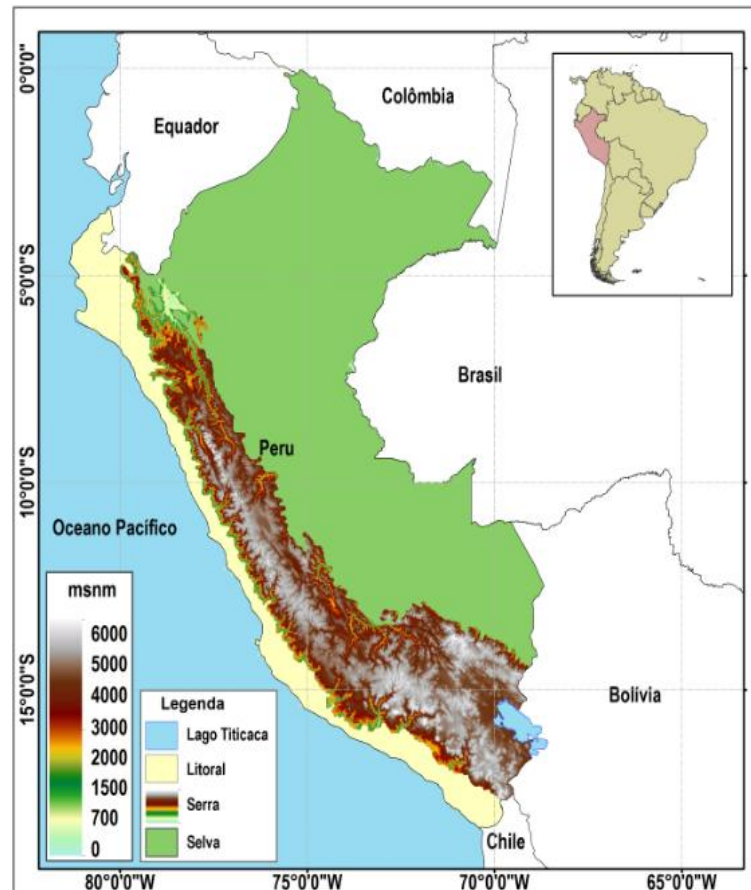 0°0'0"
Colômbia
Equador
5°0'0"S
Brasil
Peru
10°0'0"S
Oceano Pacífico
msnm
6000
5000
4000
3000
2000
1500
700
0
15°0'0"S
Bolívia
Legenda
Lago Titicaca
Litoral
Serra
Selva
Chile
80°0'0"W
75°0'0"W
70°0'0"W
65°0'0"W